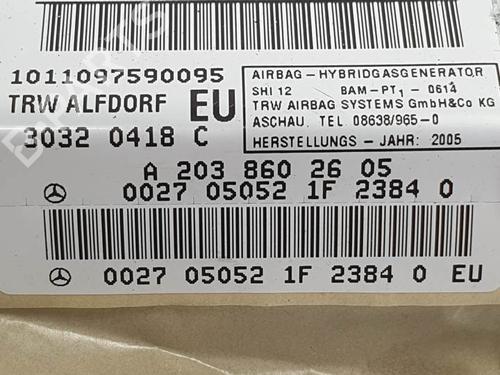 1011097590095
TRW ALFDORF EU
30320418 C
AIRBAG - HYBRIDGASGENERATOR
SHI 12 BAM-PT1 - 0614
TRW AIRBAG SYSTEMS GmbH&Co KG
ASCHAU. TEL 08638/965-0
HERSTELLUNGS - JAHR: 2005
A 203 860 26 05
0027 05052 1F 2384 0
0027 05052 1F 2384 0 EU